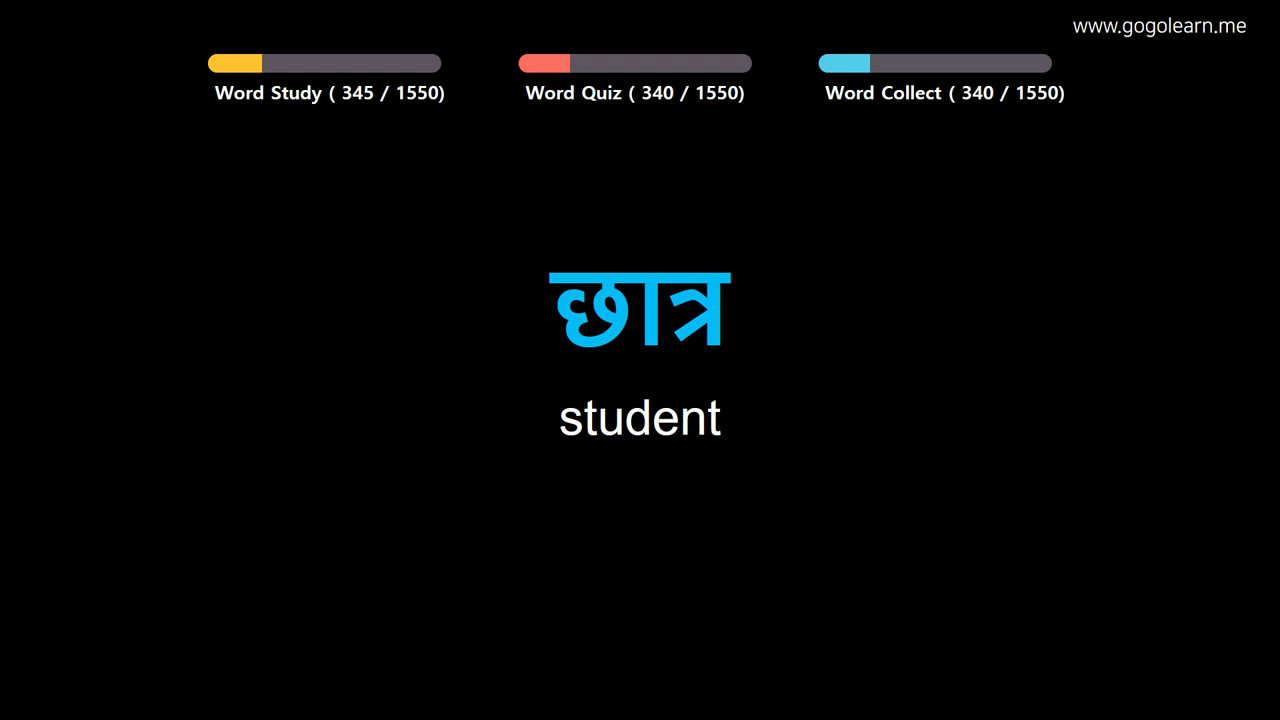 www.gogolearn.me
Word Study ( 345 / 1550)
Word Quiz ( 340 / 1550)
Word Collect ( 340 / 1550)
छात्र
student